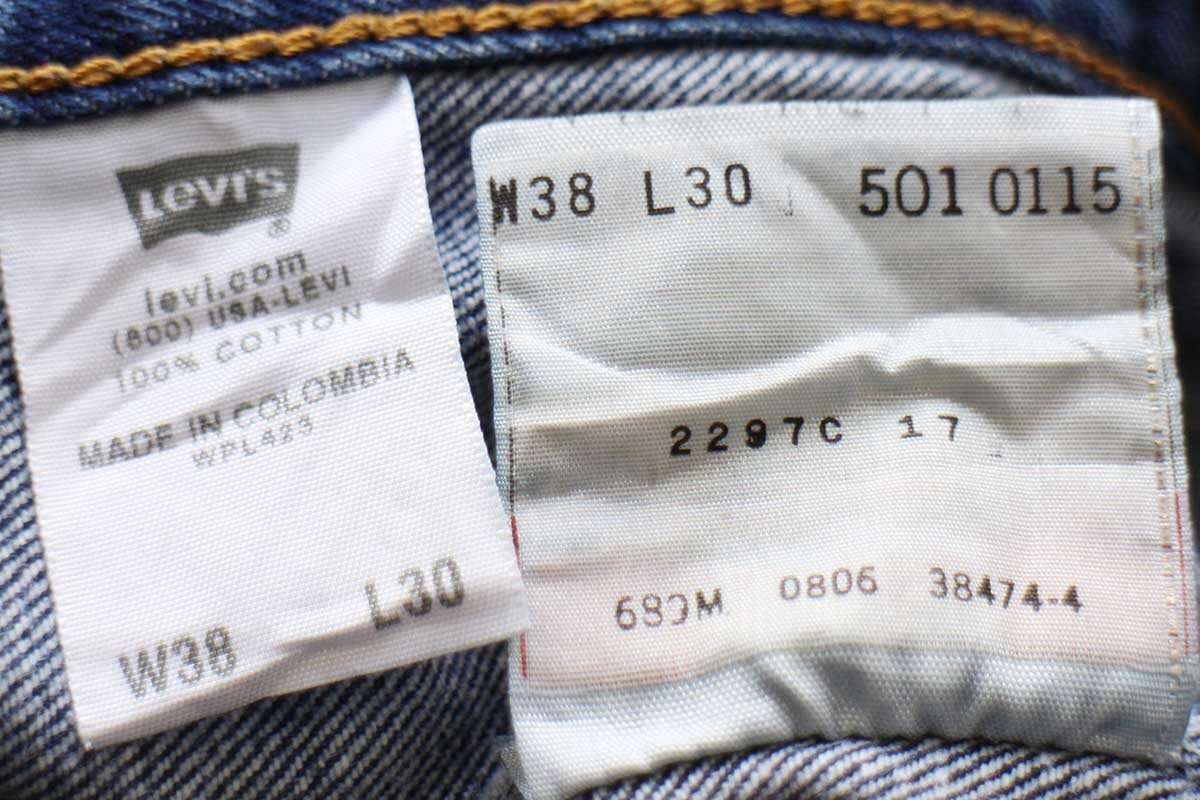 LEVI'S®
levi.com
(800) USA-LEVI
100% COTTON
MADE IN COLOMBIA
WPL423
W38 L30
W38 L30 501 0115
2297C 17
0806 38474-4